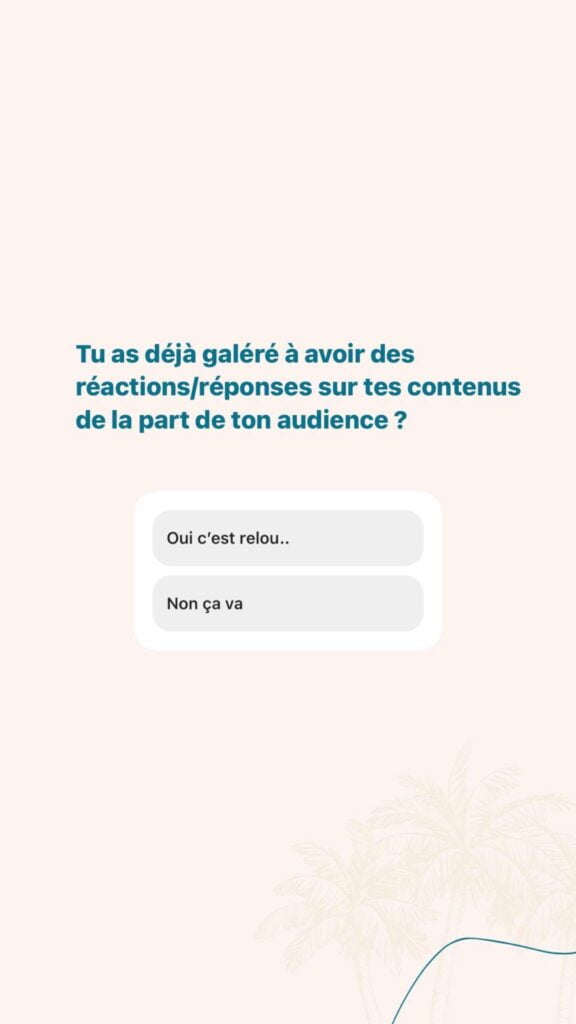 Tu as déjà galéré à avoir des
réactions/réponses sur tes contenus
de la part de ton audience ?
Oui c’est relou..
Non ça va